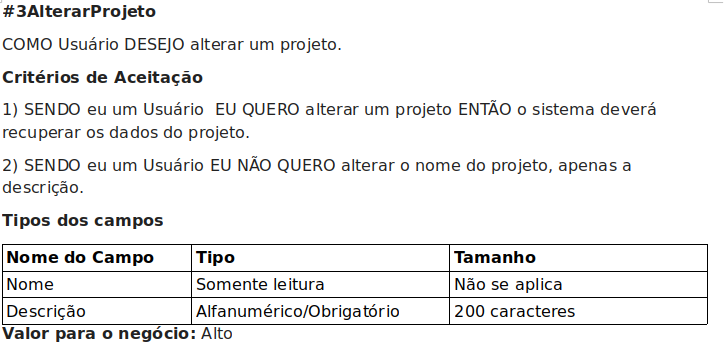 #3AlterarProjeto
COMO Usuário DESEJO alterar um projeto.
Critérios de Aceitação
1) SENDO eu um Usuário  EU QUERO alterar um projeto ENTÃO o sistema deverá
recuperar os dados do projeto.
2) SENDO eu um Usuário EU NÃO QUERO alterar o nome do projeto, apenas a
descrição.
Tipos dos campos
Nome do Campo Tipo Tamanho
Nome Somente leitura Não se aplica
Descrição Alfanumérico/Obrigatório 200 caracteres
Valor para o negócio: Alto